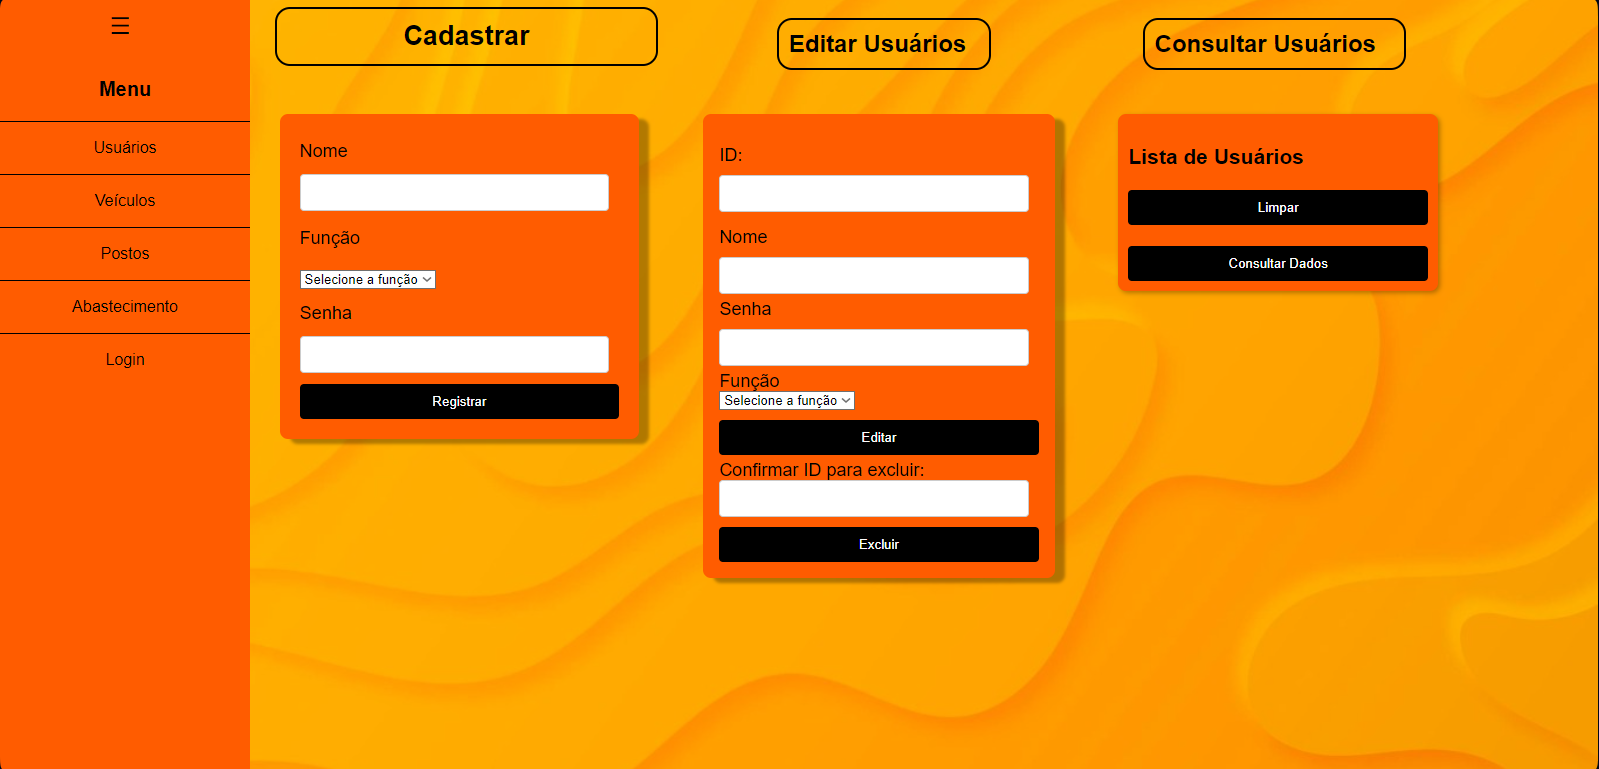 ☰
Menu
Usuários
Veículos
Postos
Abastecimento
Login
Cadastrar
Nome
Função
Selecione a função
Senha
Registrar
Editar Usuários
ID:
Nome
Senha
Função
Selecione a função
Editar
Confirmar ID para excluir:
Excluir
Consultar Usuários
Lista de Usuários
Limpar
Consultar Dados